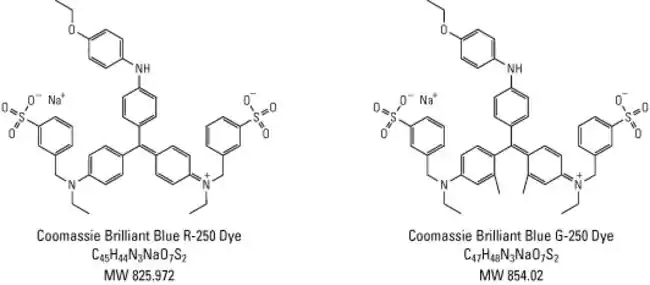 O
NH
O
O⁻ Na⁺
S
O
O
O⁻
S
O
O
N
N⁺
Coomassie Brilliant Blue R-250 Dye
C₄₅H₄₄N₃NaO₇S₂
MW 825.972
O
NH
O
O⁻ Na⁺
S
O
O
O⁻
S
O
O
N
N⁺
Coomassie Brilliant Blue G-250 Dye
C₄₇H₄₈N₃NaO₇S₂
MW 854.02